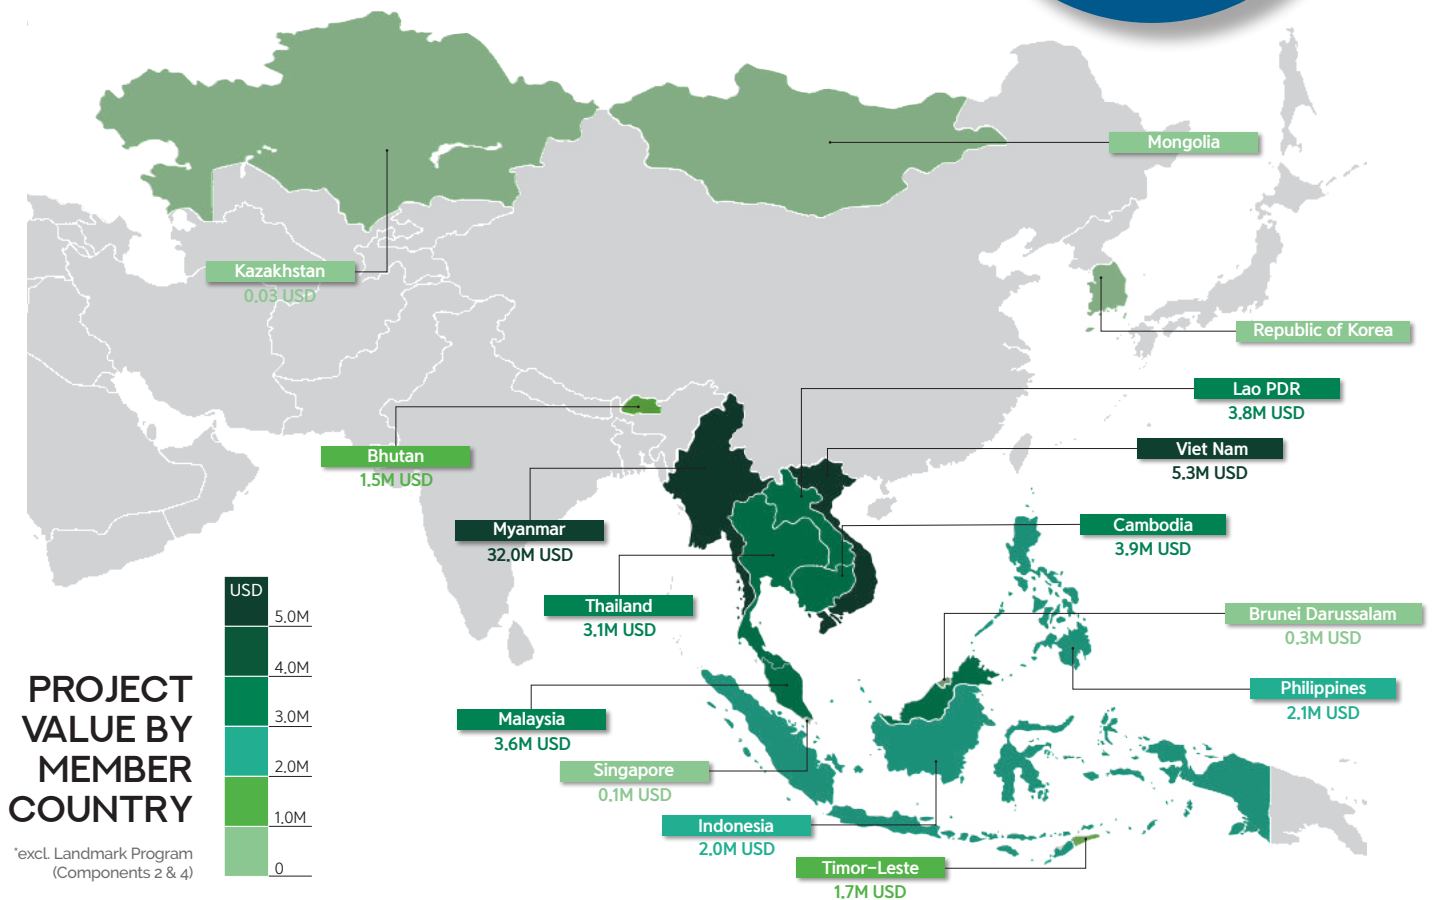 Mongolia
Kazakhstan
0.03 USD
Republic of Korea
Lao PDR
3.8M USD
Bhutan
1.5M USD
Viet Nam
5.3M USD
Myanmar
32.0M USD
Cambodia
3.9M USD
Thailand
3.1M USD
Brunei Darussalam
0.3M USD
Philippines
2.1M USD
Malaysia
3.6M USD
Singapore
0.1M USD
Indonesia
2.0M USD
Timor-Leste
1.7M USD
USD
5.0M
4.0M
3.0M
2.0M
1.0M
0
PROJECT
VALUE BY
MEMBER
COUNTRY
*excl. Landmark Program
(Components 2 & 4)